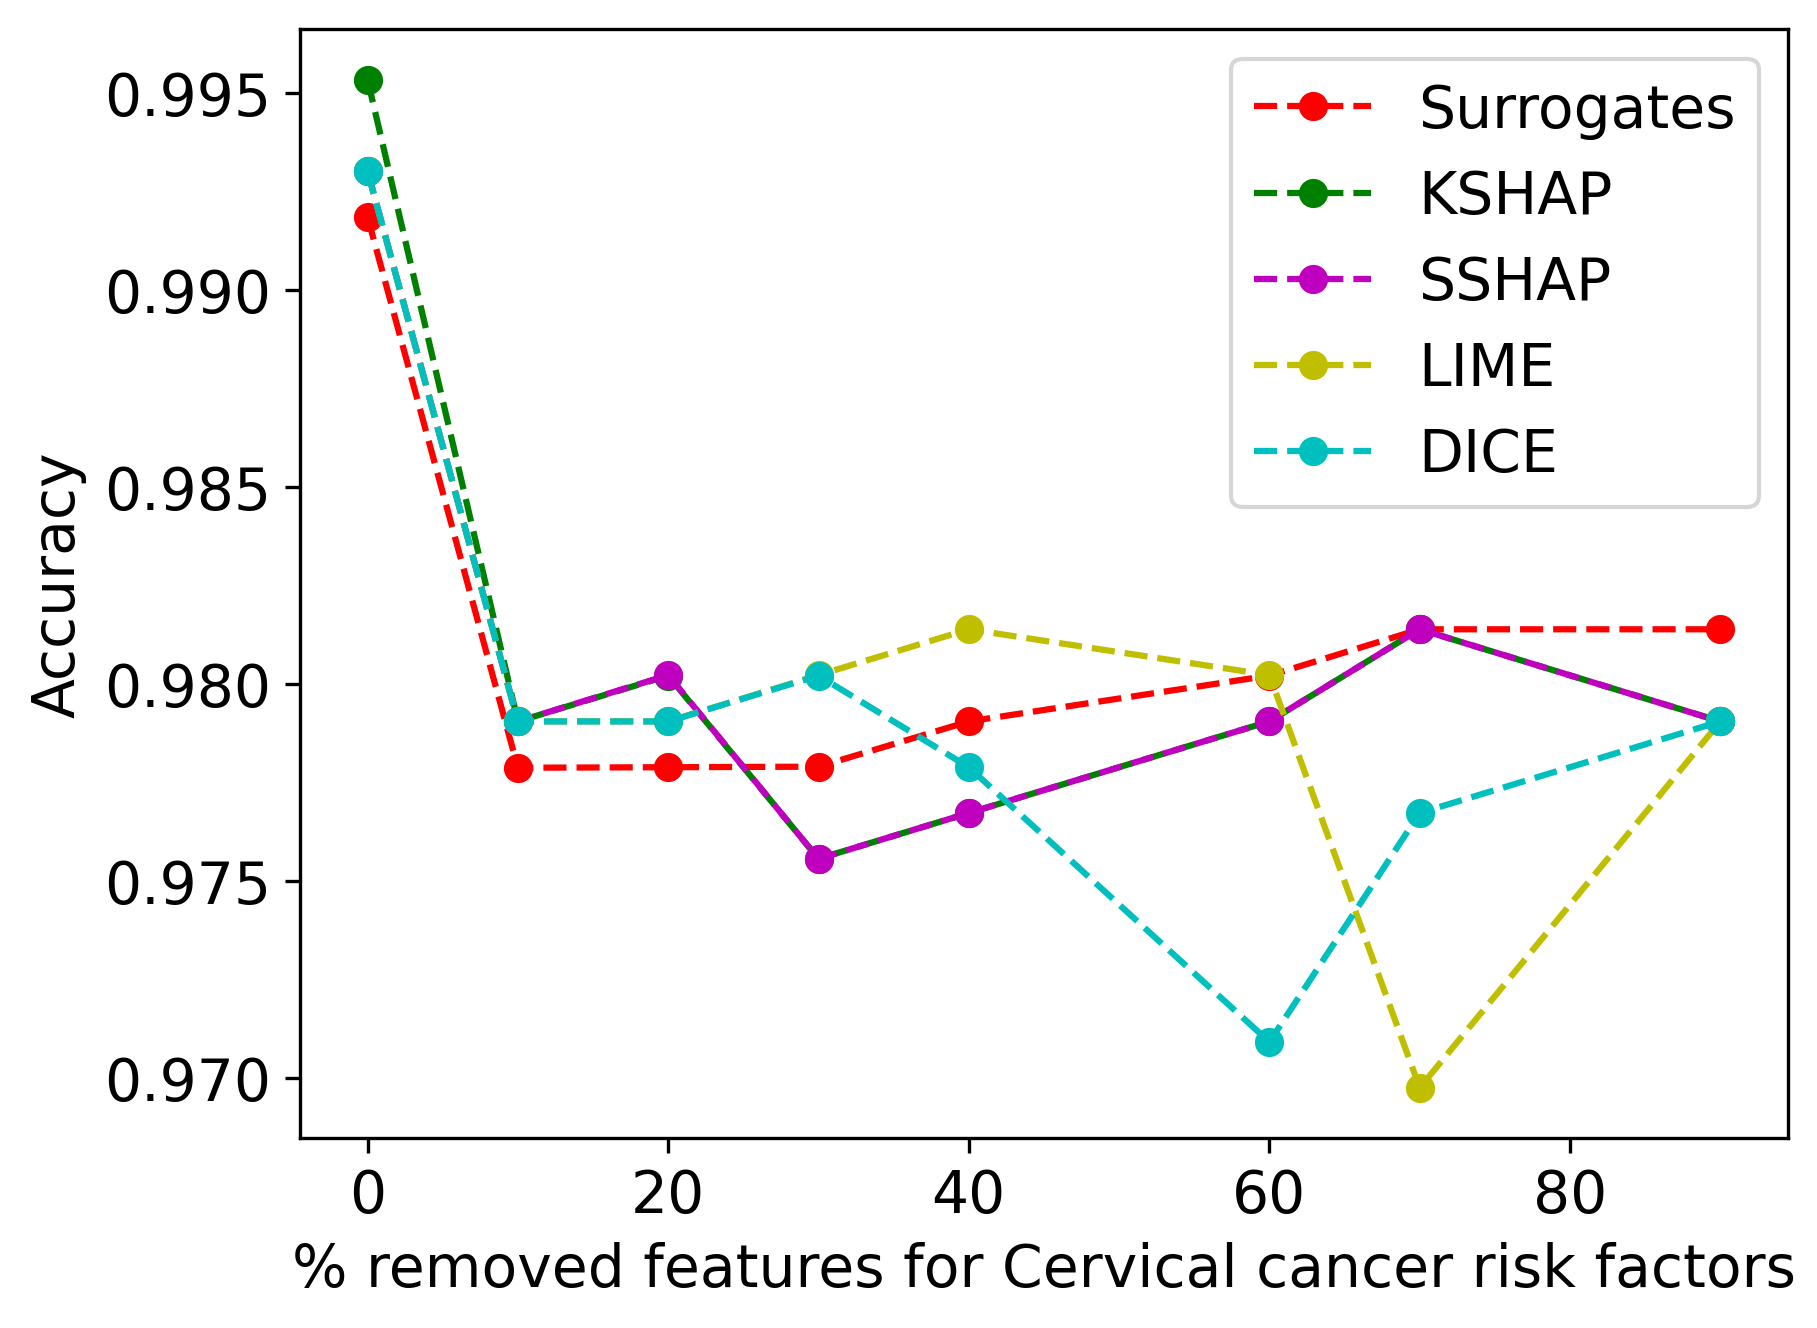 0.995
0.990
0.985
0.980
0.975
0.970
Accuracy
Surrogates
KSHAP
SSHAP
LIME
DICE
0 20 40 60 80
% removed features for Cervical cancer risk factors